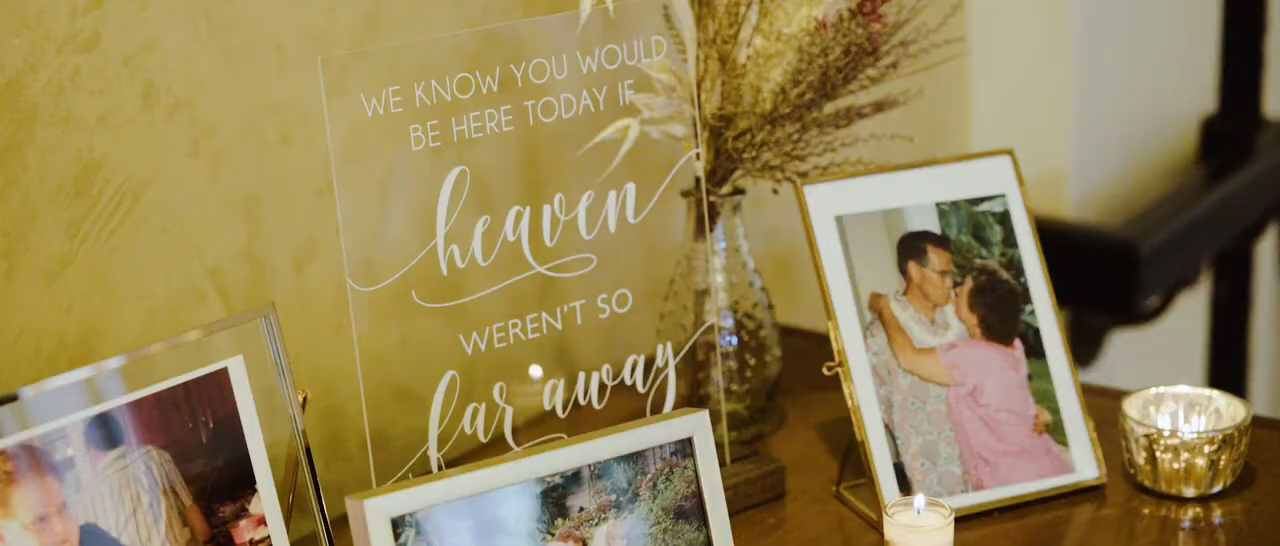 WE KNOW YOU WOULD
BE HERE TODAY IF
heaven
WEREN'T SO
far away